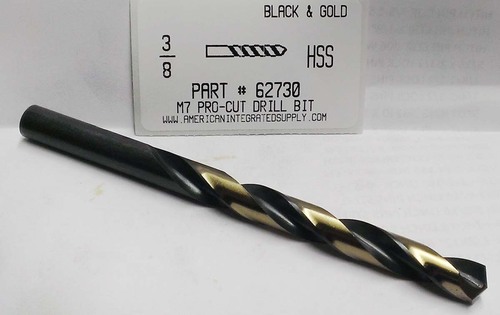 BLACK & GOLD
3/8
HSS
PART # 62730
M7 PRO-CUT DRILL BIT
WWW.AMERICANINTEGRATEDSUPPLY.COM